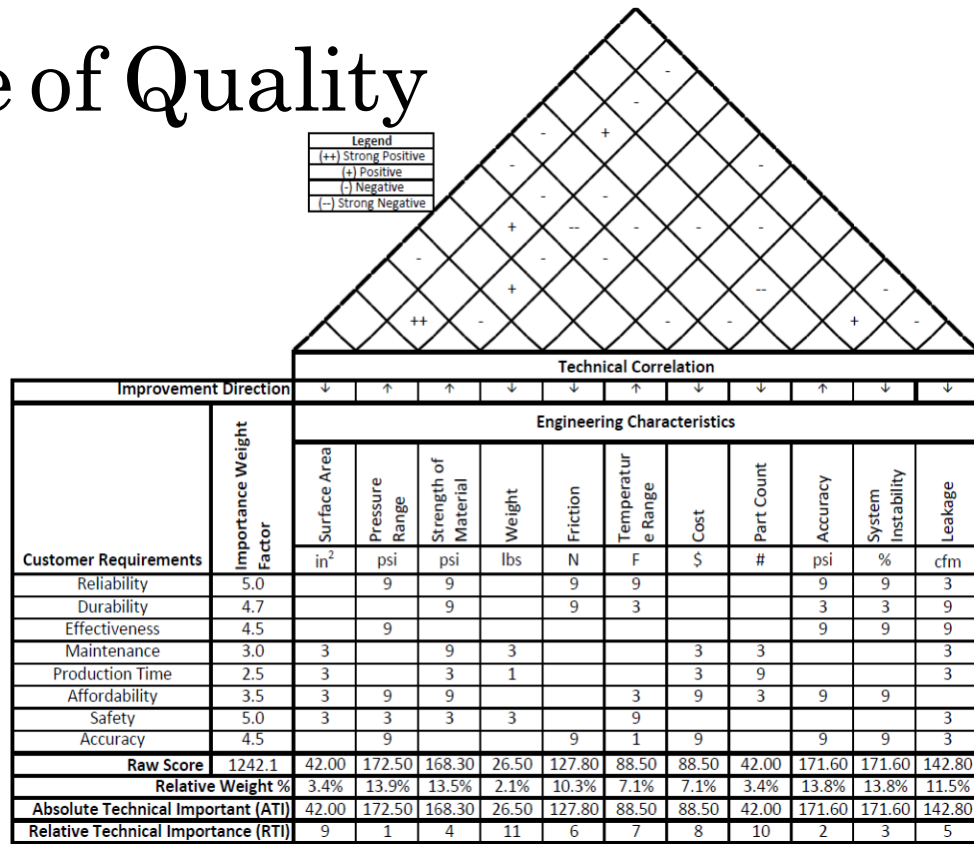 e of Quality
Legend
(++) Strong Positive
(+) Positive
(-) Negative
(--) Strong Negative
-
-
- +
- -
- -
+ -- - - -
- - -
+ -- -
++ - - - + -
Technical Correlation
Improvement Direction ↓ ↑ ↑ ↓ ↓ ↑ ↓ ↓ ↑ ↓ ↓
Engineering Characteristics
Customer Requirements
Importance Weight
Factor
Surface Area
Pressure
Range
Strength of
Material
Weight
Friction
Temperatur
e Range
Cost
Part Count
Accuracy
System
Instability
Leakage
in² psi psi lbs N F $ # psi % cfm
Reliability 5.0 9 9 9 9 9 9 3
Durability 4.7 9 9 3 3 3 9
Effectiveness 4.5 9 9 9 9
Maintenance 3.0 3 9 3 3 3 3
Production Time 2.5 3 3 1 3 9 3
Affordability 3.5 3 9 9 3 9 3 9 9
Safety 5.0 3 3 3 3 9 3
Accuracy 4.5 9 9 1 9 9 9 3
Raw Score 1242.1 42.00 172.50 168.30 26.50 127.80 88.50 88.50 42.00 171.60 171.60 142.80
Relative Weight % 3.4% 13.9% 13.5% 2.1% 10.3% 7.1% 7.1% 3.4% 13.8% 13.8% 11.5%
Absolute Technical Important (ATI) 42.00 172.50 168.30 26.50 127.80 88.50 88.50 42.00 171.60 171.60 142.80
Relative Technical Importance (RTI) 9 1 4 11 6 7 8 10 2 3 5